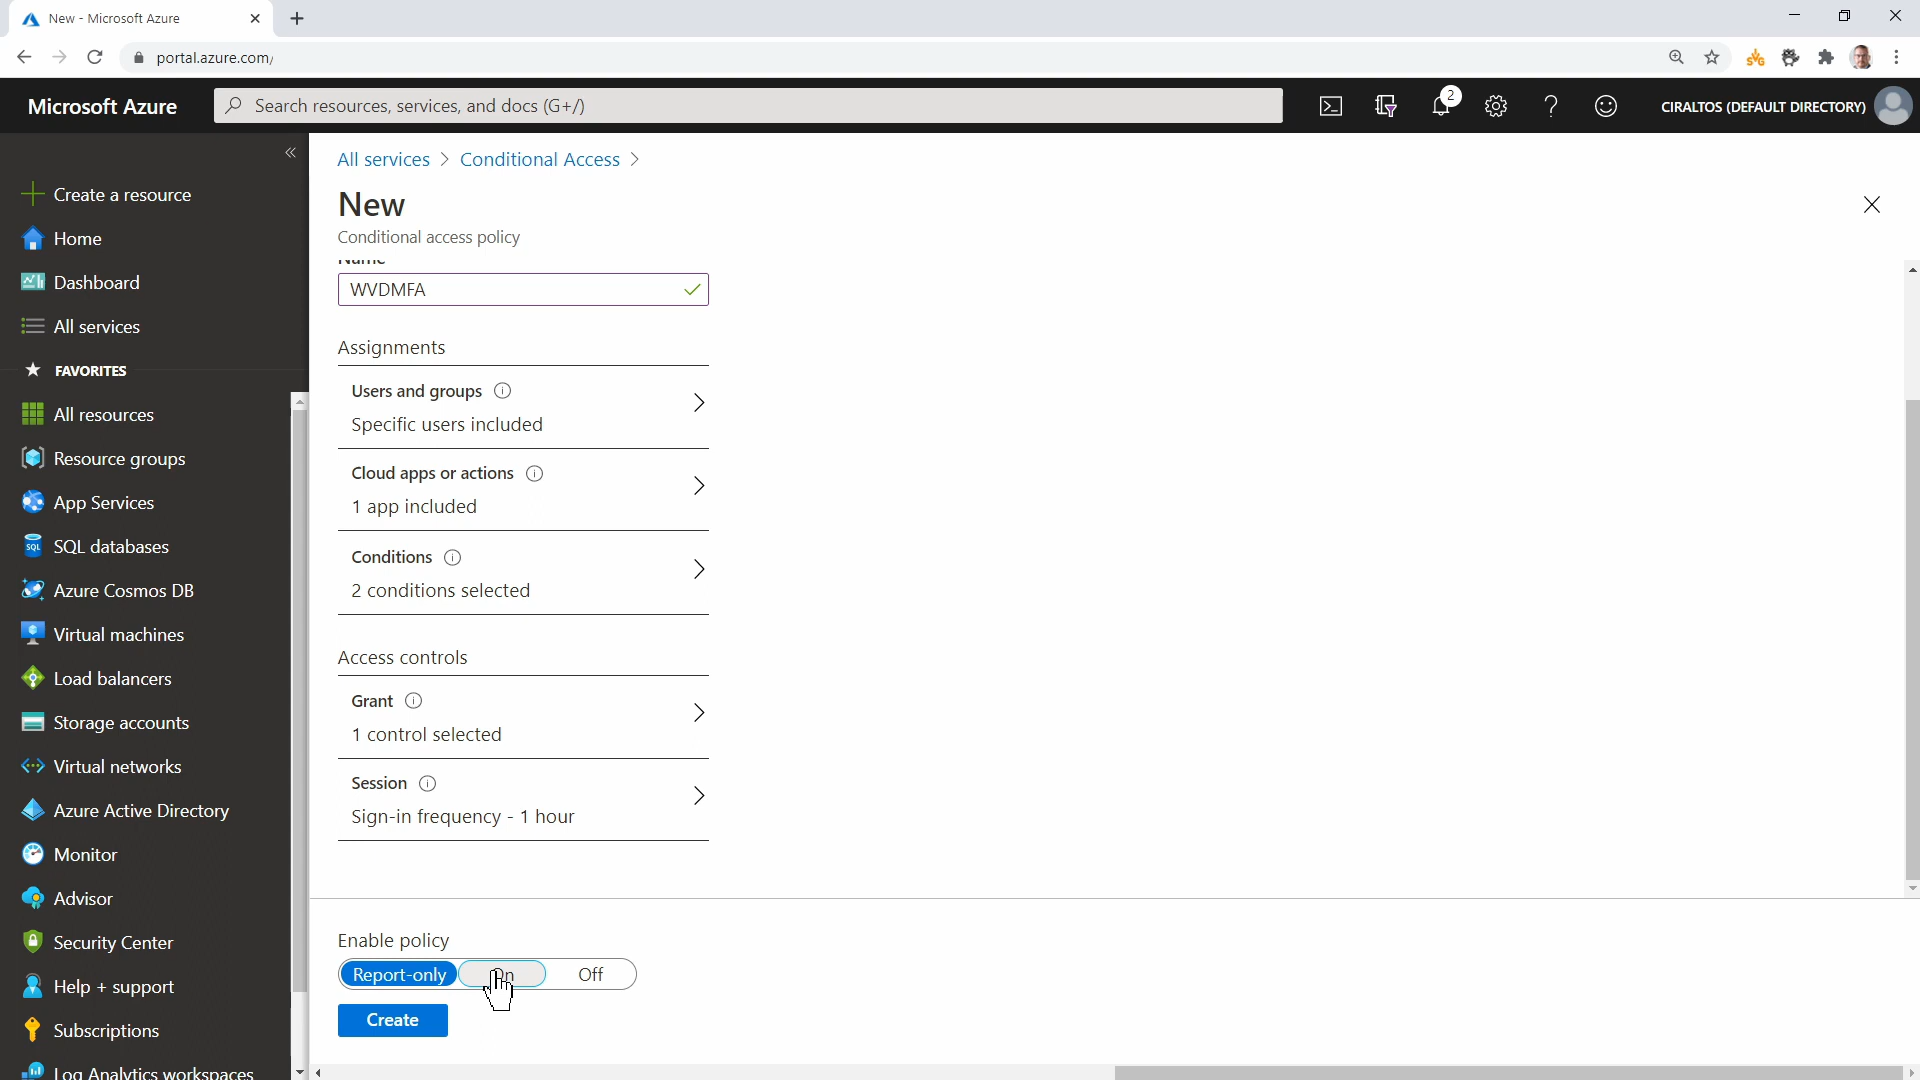 New - Microsoft Azure
portal.azure.com/
Microsoft Azure
Search resources, services, and docs (G+/)
2
CIRALTOS (DEFAULT DIRECTORY)
Create a resource
Home
Dashboard
All services
FAVORITES
All resources
Resource groups
App Services
SQL
SQL databases
Azure Cosmos DB
Virtual machines
Load balancers
Storage accounts
Virtual networks
Azure Active Directory
Monitor
Advisor
Security Center
Help + support
Subscriptions
Log Analytics workspaces
All services > Conditional Access >
New
Conditional access policy
Name
WVDMFA
Assignments
Users and groups
Specific users included
Cloud apps or actions
1 app included
Conditions
2 conditions selected
Access controls
Grant
1 control selected
Session
Sign-in frequency - 1 hour
Enable policy
Report-only On Off
Create